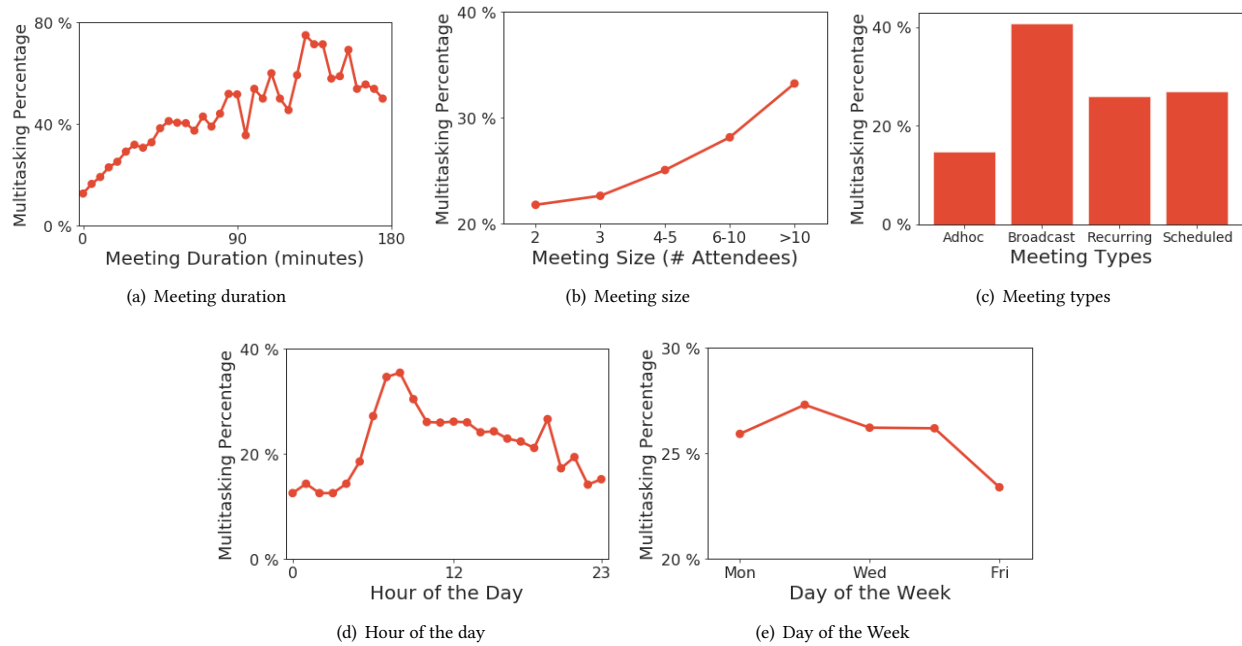 80 %
40 %
0 %
Multitasking Percentage
0 90 180
Meeting Duration (minutes)
(a) Meeting duration
40 %
30 %
20 %
Multitasking Percentage
2 3 4-5 6-10 >10
Meeting Size (# Attendees)
(b) Meeting size
40 %
20 %
0 %
Multitasking Percentage
Adhoc Broadcast Recurring Scheduled
Meeting Types
(c) Meeting types
40 %
20 %
0 %
Multitasking Percentage
0 12 23
Hour of the Day
(d) Hour of the day
30 %
25 %
20 %
Multitasking Percentage
Mon Wed Fri
Day of the Week
(e) Day of the Week